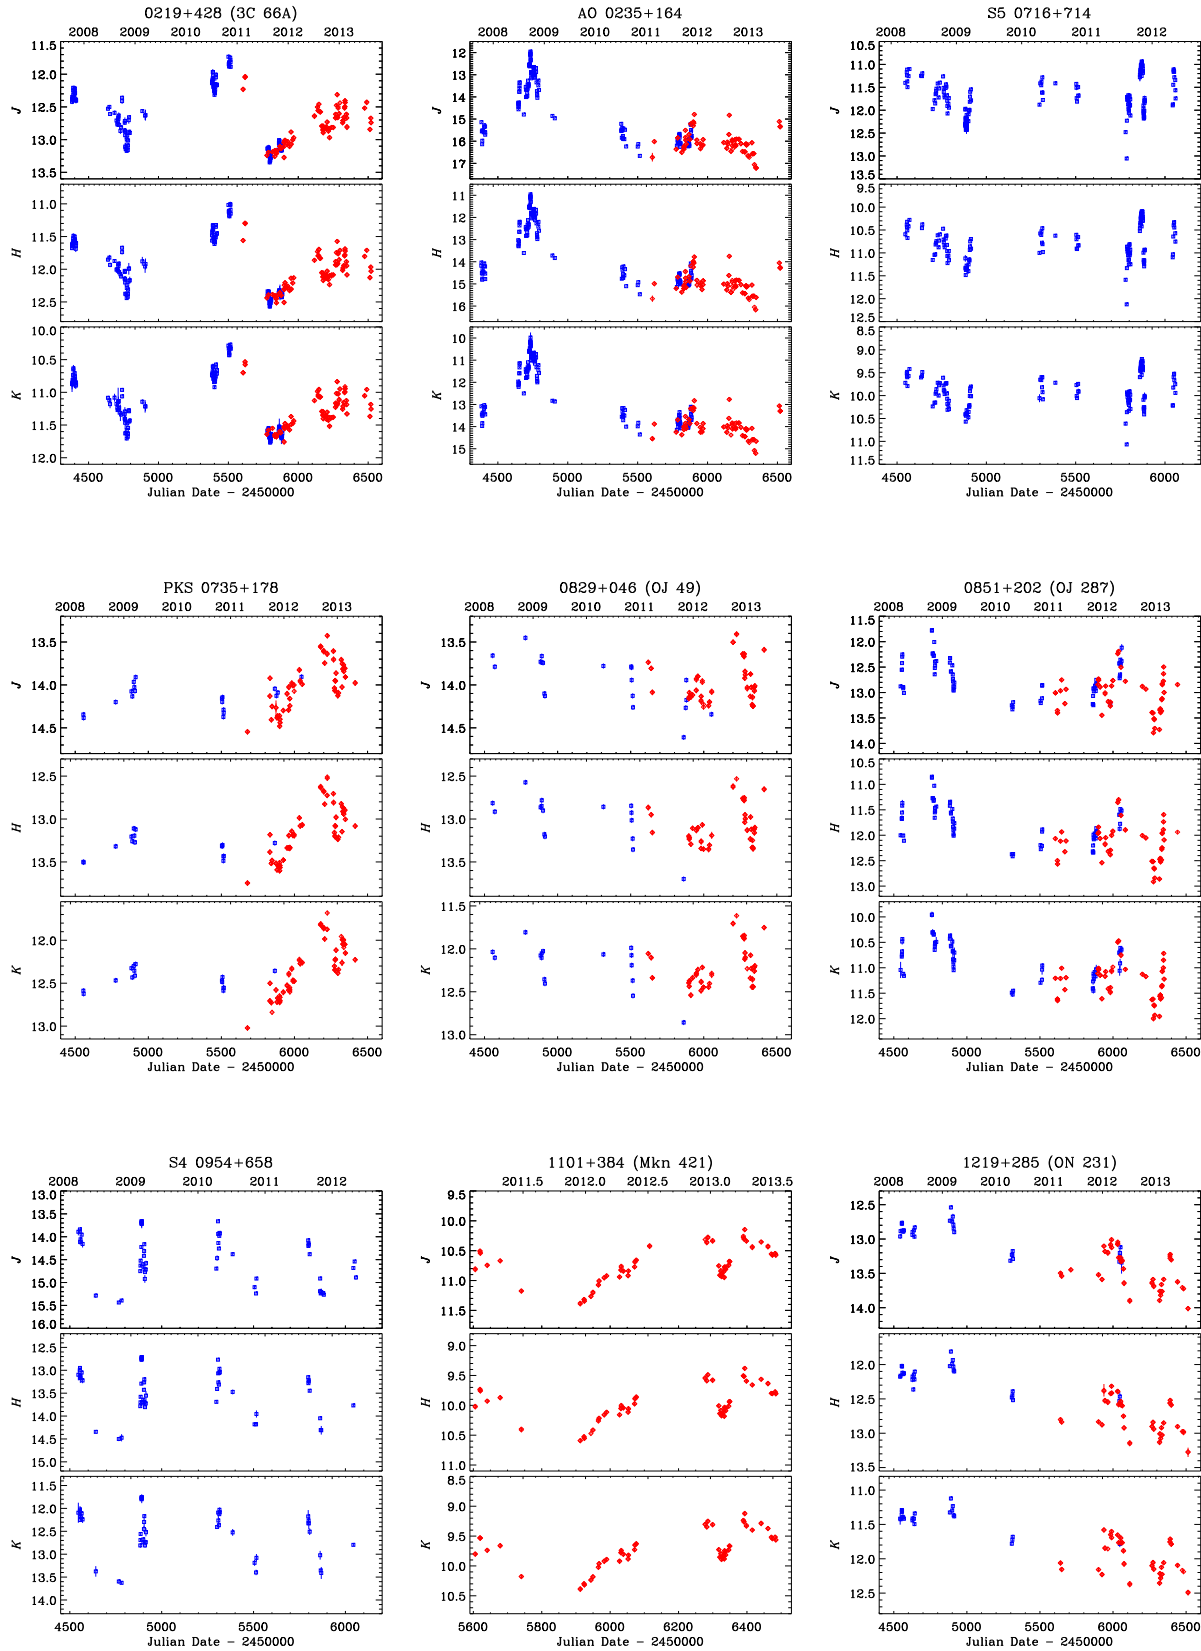 0219+428 (3C 66A)
2008 2009 2010 2011 2012 2013
11.5
12.0
12.5
13.0
13.5
J
11.0
11.5
12.0
12.5
H
10.0
10.5
11.0
11.5
12.0
K
4500 5000 5500 6000 6500
Julian Date − 2450000
AO 0235+164
2008 2009 2010 2011 2012 2013
12
13
14
15
16
17
J
11
12
13
14
15
16
H
10
11
12
13
14
15
K
4500 5000 5500 6000 6500
Julian Date − 2450000
S5 0716+714
2008 2009 2010 2011 2012
10.5
11.0
11.5
12.0
12.5
13.0
13.5
J
9.5
10.0
10.5
11.0
11.5
12.0
12.5
H
8.5
9.0
9.5
10.0
10.5
11.0
11.5
K
4500 5000 5500 6000
Julian Date − 2450000
PKS 0735+178
2008 2009 2010 2011 2012 2013
13.5
14.0
14.5
J
12.5
13.0
13.5
H
12.0
12.5
13.0
K
4500 5000 5500 6000 6500
Julian Date − 2450000
0829+046 (OJ 49)
2008 2009 2010 2011 2012 2013
13.5
14.0
14.5
J
12.5
13.0
13.5
H
11.5
12.0
12.5
13.0
K
4500 5000 5500 6000 6500
Julian Date − 2450000
0851+202 (OJ 287)
2008 2009 2010 2011 2012 2013
11.5
12.0
12.5
13.0
13.5
14.0
J
10.5
11.0
11.5
12.0
12.5
13.0
H
10.0
10.5
11.0
11.5
12.0
K
4500 5000 5500 6000 6500
Julian Date − 2450000
S4 0954+658
2008 2009 2010 2011 2012
13.0
13.5
14.0
14.5
15.0
15.5
16.0
J
12.5
13.0
13.5
14.0
14.5
15.0
H
11.5
12.0
12.5
13.0
13.5
14.0
K
4500 5000 5500 6000
Julian Date − 2450000
1101+384 (Mkn 421)
2011.5 2012.0 2012.5 2013.0 2013.5
9.5
10.0
10.5
11.0
11.5
J
9.0
9.5
10.0
10.5
11.0
H
8.5
9.0
9.5
10.0
10.5
K
5600 5800 6000 6200 6400
Julian Date − 2450000
1219+285 (ON 231)
2008 2009 2010 2011 2012 2013
12.5
13.0
13.5
14.0
J
12.0
12.5
13.0
13.5
H
11.0
11.5
12.0
12.5
K
4500 5000 5500 6000 6500
Julian Date − 2450000